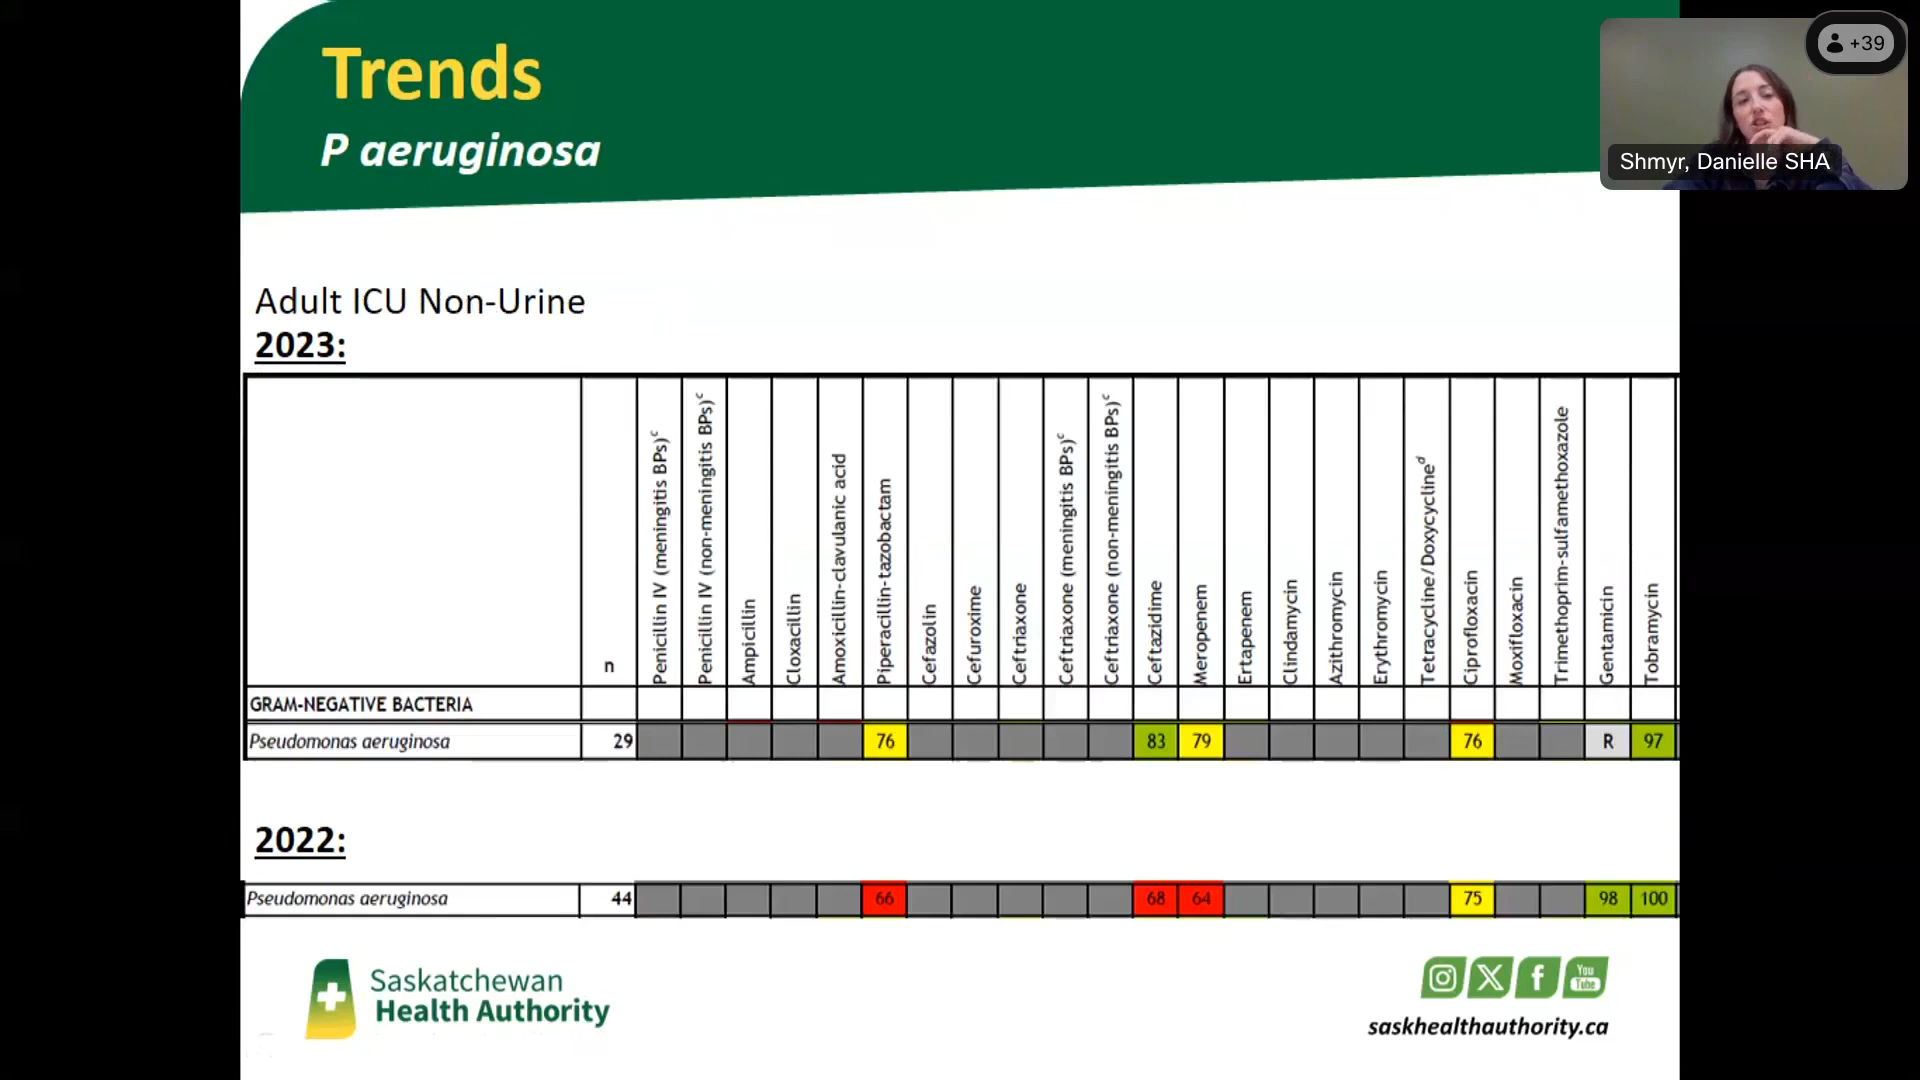 Trends
P aeruginosa
+39
Shmyr, Danielle SHA
Adult ICU Non-Urine
2023:
n
Penicillin IV (meningitis BPs)c
Penicillin IV (non-meningitis BPs)c
Ampicillin
Cloxacillin
Amoxicillin-clavulanic acid
Piperacillin-tazobactam
Cefazolin
Cefuroxime
Ceftriaxone
Ceftriaxone (meningitis BPs)c
Ceftriaxone (non-meningitis BPs)c
Ceftazidime
Meropenem
Ertapenem
Clindamycin
Azithromycin
Erythromycin
Tetracycline/Doxycyclined
Ciprofloxacin
Moxifloxacin
Trimethoprim-sulfamethoxazole
Gentamicin
Tobramycin
GRAM-NEGATIVE BACTERIA
Pseudomonas aeruginosa 29 76 83 79 76 R 97
2022:
Pseudomonas aeruginosa 44 66 68 64 75 98 100
Saskatchewan
Health Authority
You
Tube
saskhealthauthority.ca